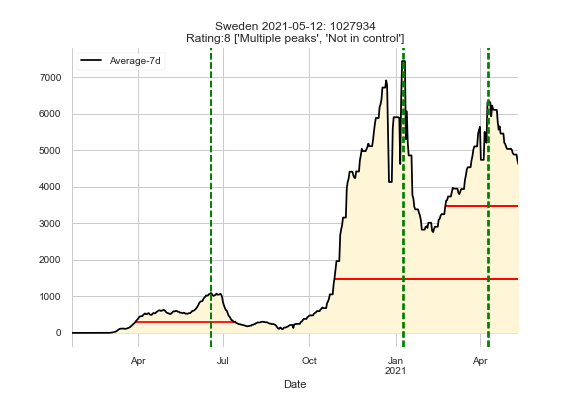 Sweden 2021-05-12: 1027934
Rating:8 ['Multiple peaks', 'Not in control']
Average-7d
7000
6000
5000
4000
3000
2000
1000
0
Apr
Jul
Oct
Jan
2021
Apr
Date